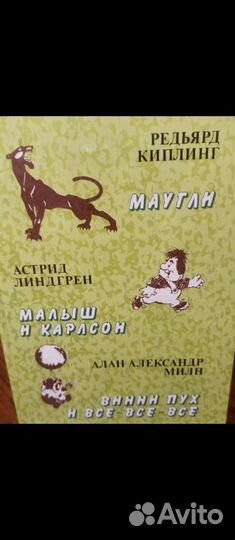 РЕДЬЯРД
КИПЛИНГ
МАУГЛИ
АСТРИД
ЛИНДГРЕН
МАЛЫШ
И КАРЛСОН
АЛАН АЛЕКСАНДР
МИЛН
ВИННИ ПУХ
И ВСЕ-ВСЕ-ВСЕ
Avito